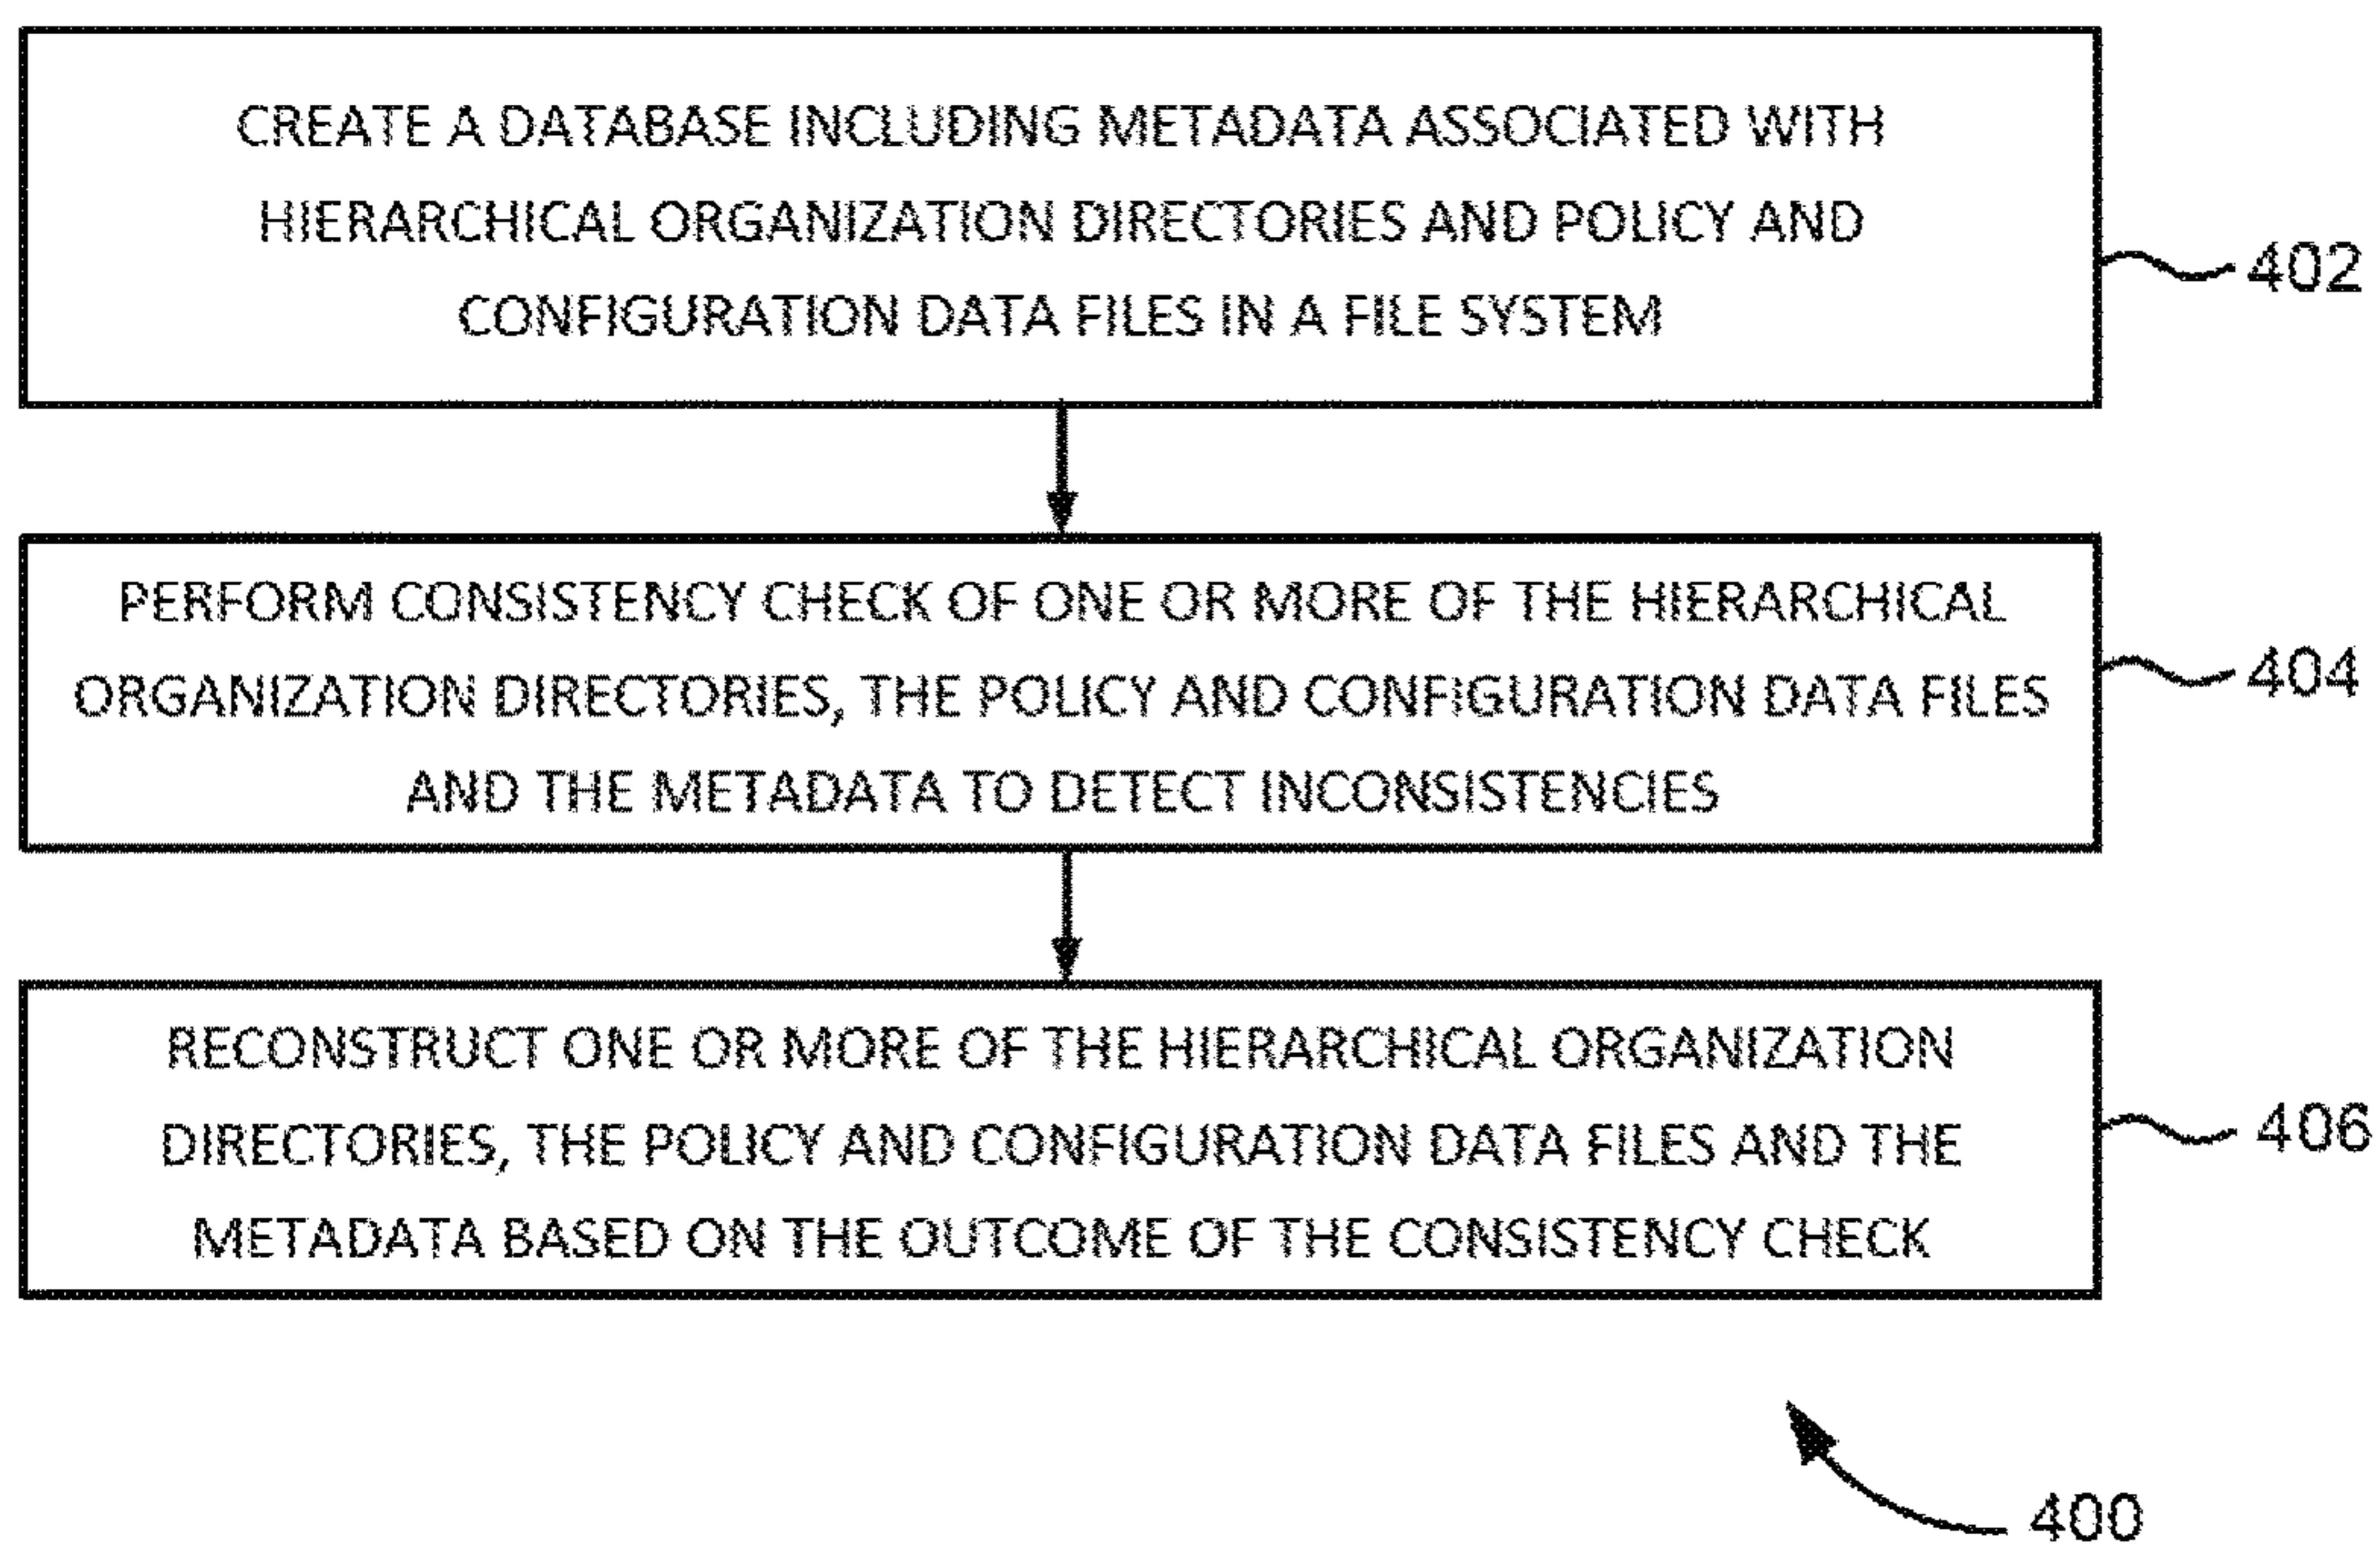 CREATE A DATABASE INCLUDING METADATA ASSOCIATED WITH
HIERARCHICAL ORGANIZATION DIRECTORIES AND POLICY AND
CONFIGURATION DATA FILES IN A FILE SYSTEM
402
PERFORM CONSISTENCY CHECK OF ONE OR MORE OF THE HIERARCHICAL
ORGANIZATION DIRECTORIES, THE POLICY AND CONFIGURATION DATA FILES
AND THE METADATA TO DETECT INCONSISTENCIES
404
RECONSTRUCT ONE OR MORE OF THE HIERARCHICAL ORGANIZATION
DIRECTORIES, THE POLICY AND CONFIGURATION DATA FILES AND THE
METADATA BASED ON THE OUTCOME OF THE CONSISTENCY CHECK
406
400